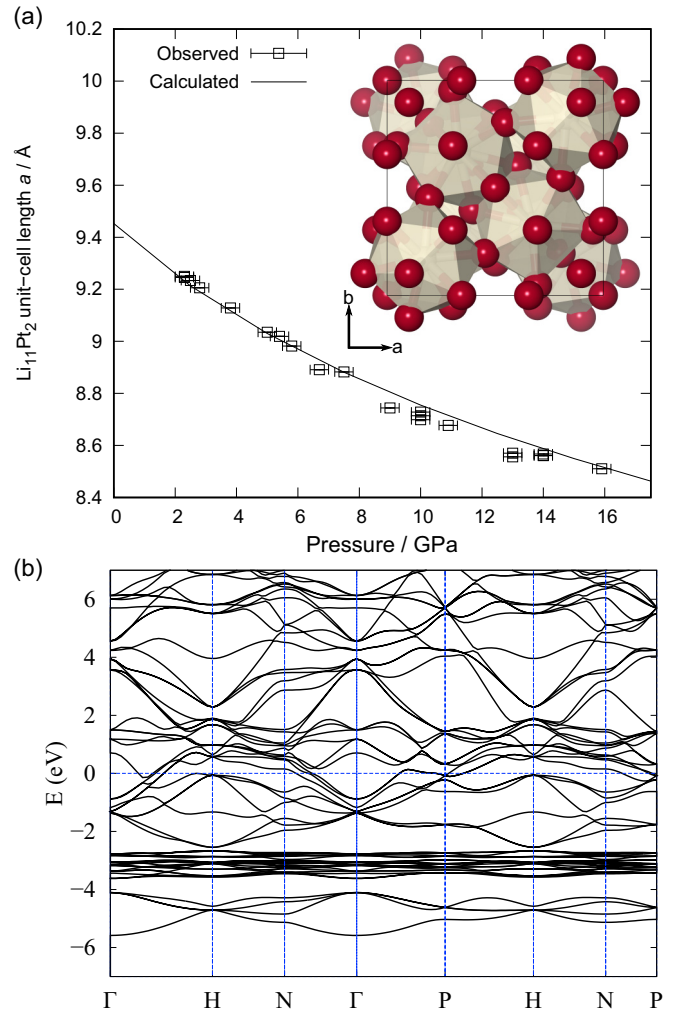 (a)
10.2
10
9.8
9.6
9.4
9.2
9
8.8
8.6
8.4
Li₁₁Pt₂ unit−cell length a / Å
Observed
Calculated
b
a
0 2 4 6 8 10 12 14 16
Pressure / GPa
(b)
E (eV)
6
4
2
0
−2
−4
−6
Γ H N Γ P H N P